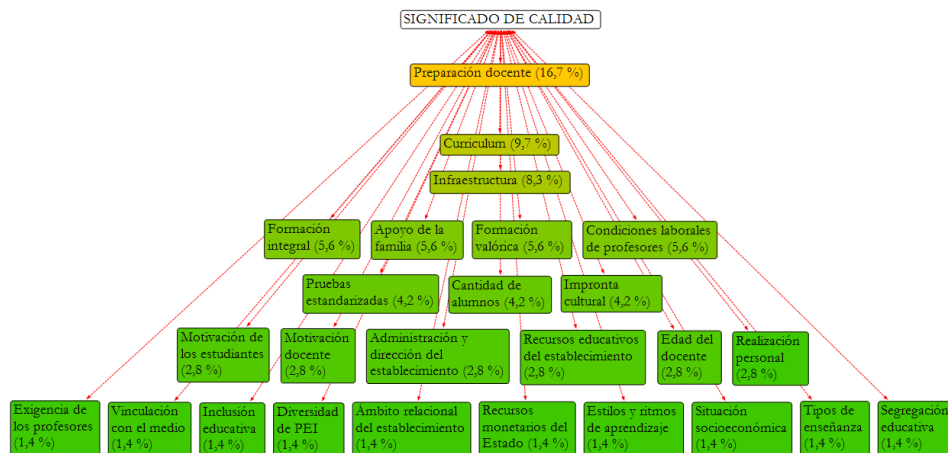 SIGNIFICADO DE CALIDAD
Preparación docente (16,7 %)
Curriculum (9,7 %)
Infraestructura (8,3 %)
Formación
integral (5,6 %)
Apoyo de la
familia (5,6 %)
Formación
valórica (5,6 %)
Condiciones laborales
de profesores (5,6 %)
Pruebas
estandarizadas (4,2 %)
Cantidad de
alumnos (4,2 %)
Impronta
cultural (4,2 %)
Motivación de
los estudiantes
(2,8 %)
Motivación
docente
(2,8 %)
Administración y
dirección del
establecimiento (2,8 %)
Recursos educativos
del establecimiento
(2,8 %)
Edad del
docente
(2,8 %)
Realización
personal
(2,8 %)
Exigencia de
los profesores
(1,4 %)
Vinculación
con el medio
(1,4 %)
Inclusión
educativa
(1,4 %)
Diversidad
de PEI
(1,4 %)
Ámbito relacional
del establecimiento
(1,4 %)
Recursos
monetarios del
Estado (1,4 %)
Estilos y ritmos
de aprendizaje
(1,4 %)
Situación
socioeconómica
(1,4 %)
Tipos de
enseñanza
(1,4 %)
Segregación
educativa
(1,4 %)